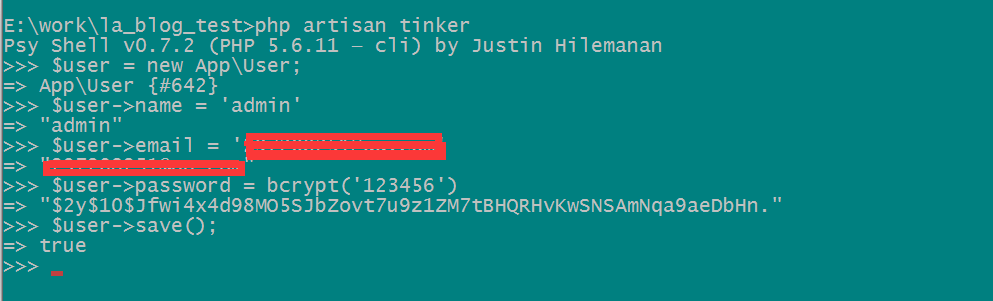 E:\work\la_blog_test>php artisan tinker
Psy Shell v0.7.2 (PHP 5.6.11 — cli) by Justin Hilemanan
>>> $user = new App\User;
=> App\User {#642}
>>> $user->name = 'admin'
=> "admin"
>>> $user->email = '
=> "
>>> $user->password = bcrypt('123456')
=> "$2y$10$Jfwi4x4d98MO5SJbZovt7u9z1ZM7tBHQRHvKwSNSAmNqa9aeDbHn."
>>> $user->save();
=> true
>>>